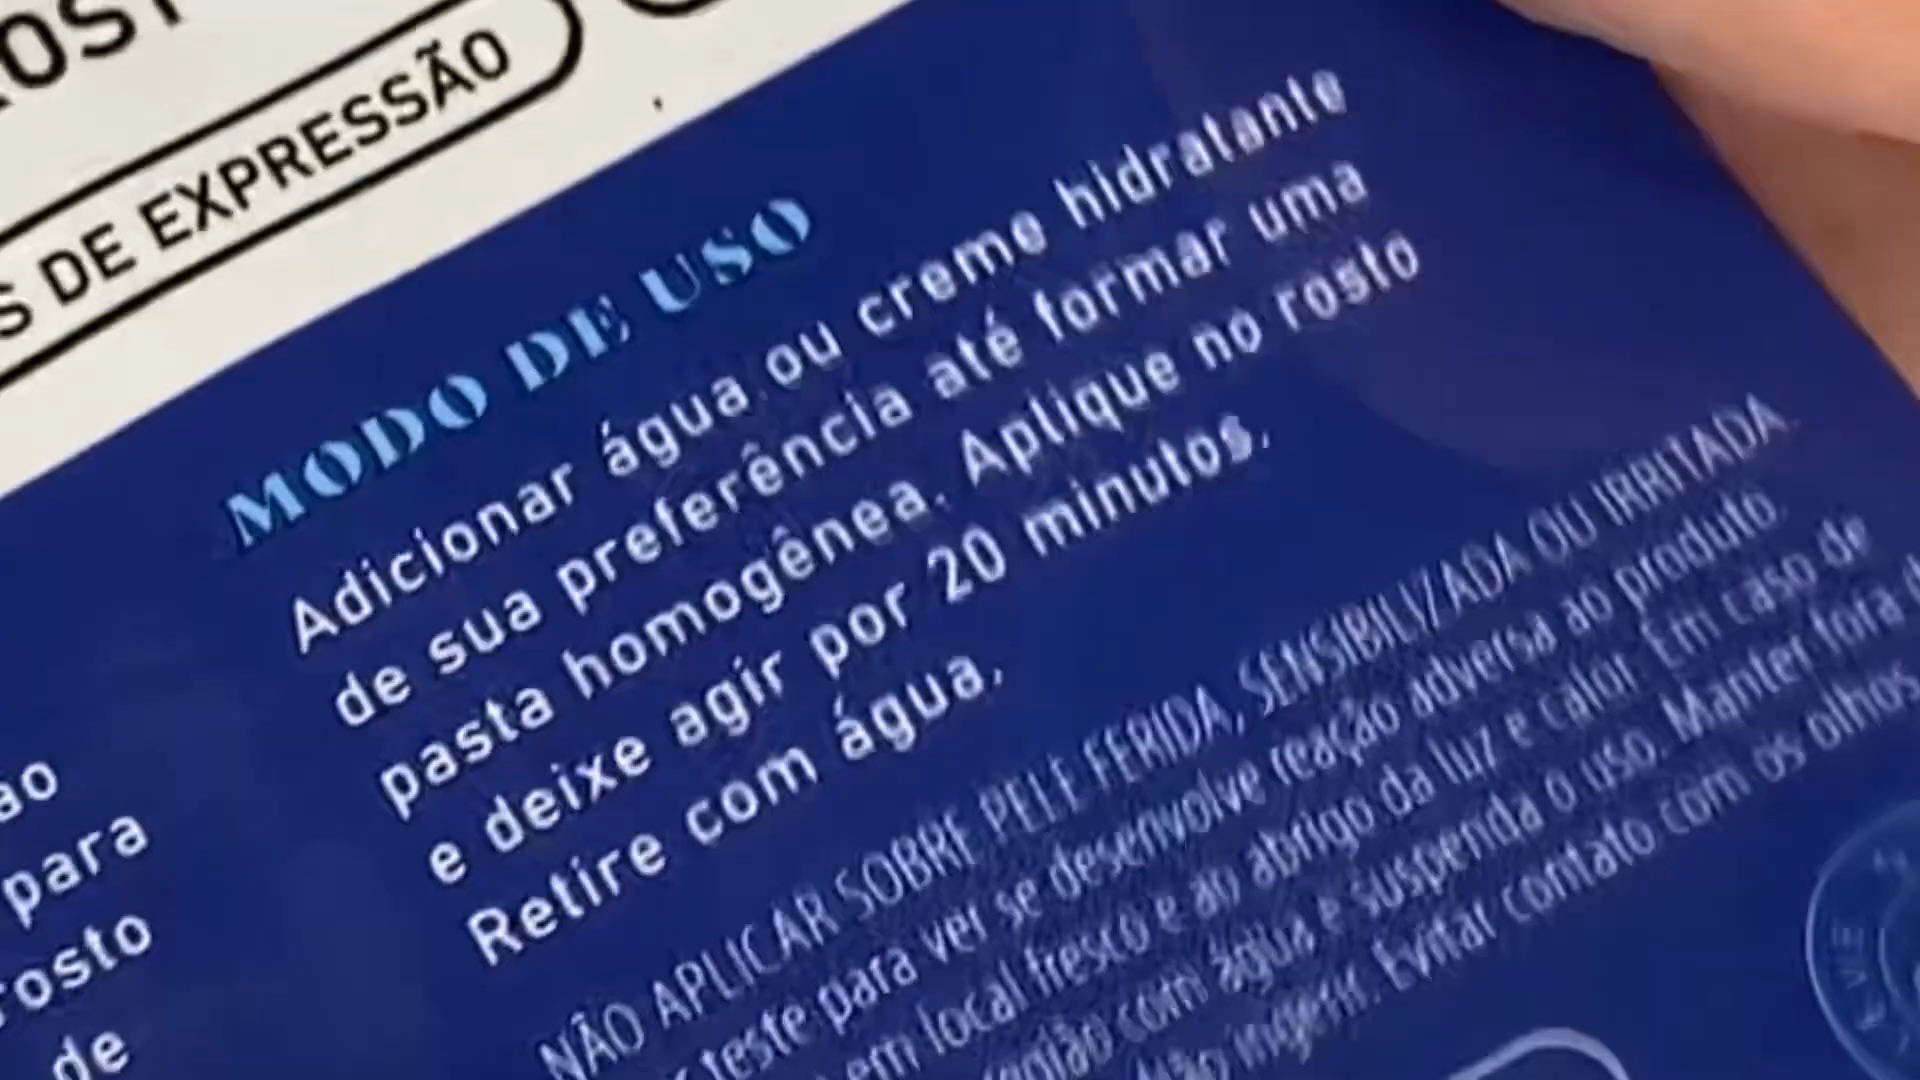 S DE EXPRESSÃO
MODO DE USO
Adicionar água ou creme hidratante
de sua preferência até formar uma
pasta homogênea. Aplique no rosto
e deixe agir por 20 minutos.
Retire com água.
ão
para
rosto
de
NÃO APLICAR SOBRE PELE FERIDA, SENSIBILIZADA OU IRRITADA.
teste para ver se desenvolve reação adversa ao produto.
em local fresco e ao abrigo da luz e calor. Em caso de
com água e suspenda o uso. Manter fora d
Não ingerir. Evitar contato com os olhos